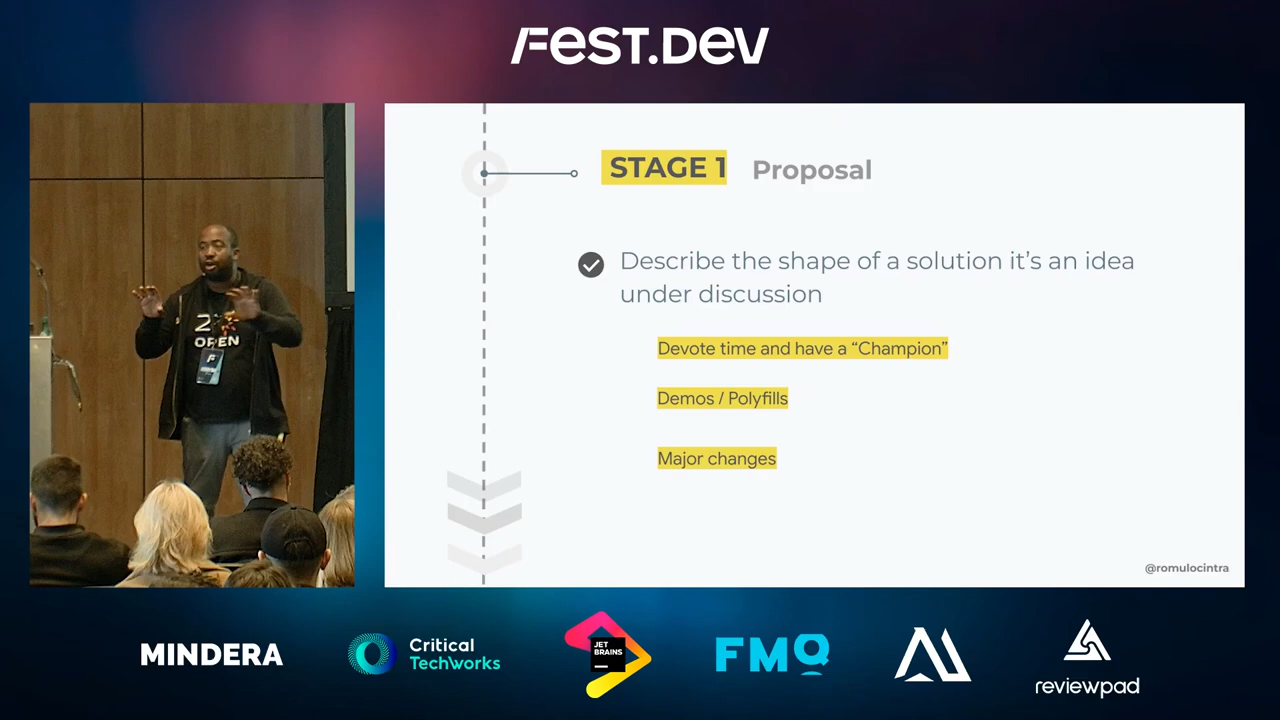 FEST.DEV
STAGE 1 Proposal
Describe the shape of a solution it’s an idea
under discussion
Devote time and have a “Champion”
Demos / Polyfills
Major changes
@romulocintra
OPEN
MINDERA
Critical
TechWorks
JET
BRAINS
FMQ
reviewpad